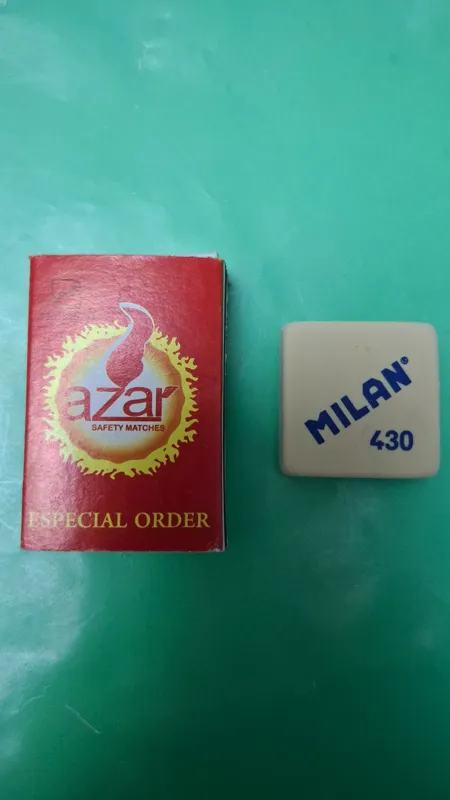 azar
SAFETY MATCHES
ESPECIAL ORDER
MILAN®
430